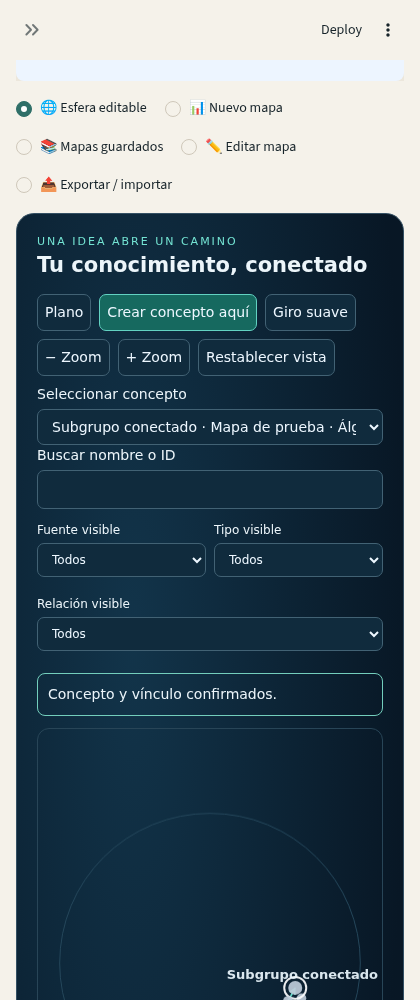 Deploy
🌐 Esfera editable
📊 Nuevo mapa
📚 Mapas guardados
✏️ Editar mapa
📤 Exportar / importar
UNA IDEA ABRE UN CAMINO
Tu conocimiento, conectado
Plano
Crear concepto aquí
Giro suave
− Zoom
+ Zoom
Restablecer vista
Seleccionar concepto
Subgrupo conectado · Mapa de prueba ·
Buscar nombre o ID
Fuente visible
Tipo visible
Todos
Todos
Relación visible
Todos
Concepto y vínculo confirmados.
Subgrupo conectado